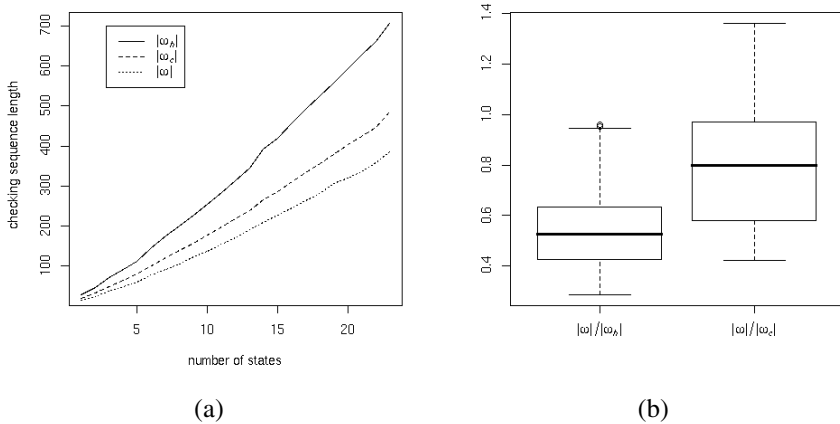 checking sequence length
700
600
500
400
300
200
100
|ω_h|
|ω_c|
|ω|
5 10 15 20
number of states
(a)
1.4
1.2
1.0
0.8
0.6
0.4
|ω|/|ω_h| |ω|/|ω_c|
(b)